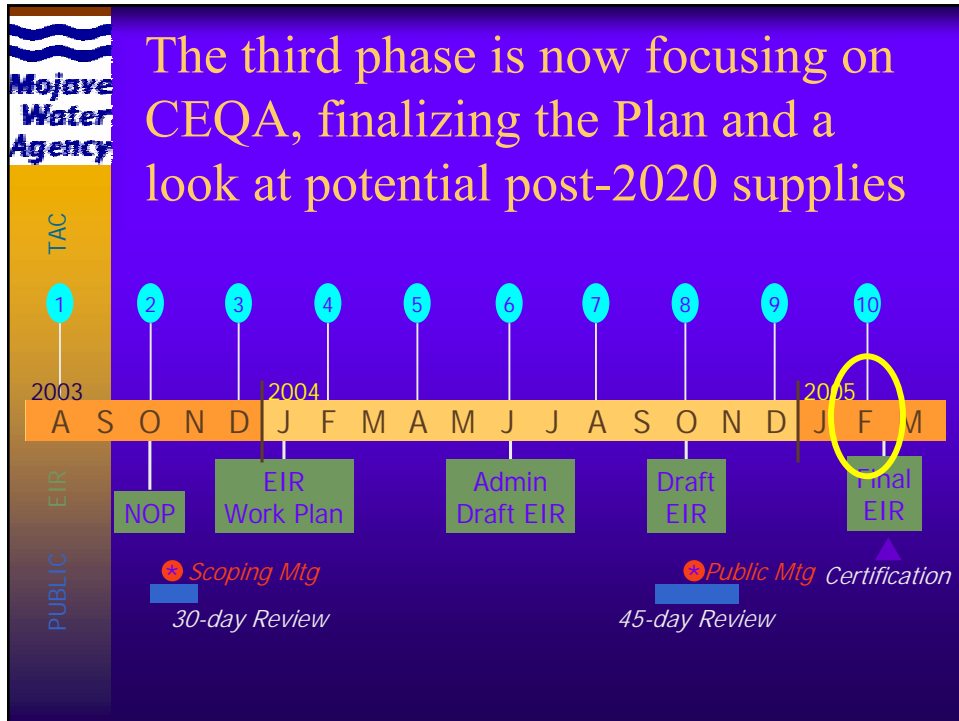 Mojave
Water
Agency
The third phase is now focusing on
CEQA, finalizing the Plan and a
look at potential post-2020 supplies
TAC
1 2 3 4 5 6 7 8 9 10
2003 2004 2005
A S O N D J F M A M J J A S O N D J F M
EIR
NOP
EIR
Work Plan
Admin
Draft EIR
Draft
EIR
Final
EIR
PUBLIC
* Scoping Mtg
30-day Review
* Public Mtg
45-day Review
Certification